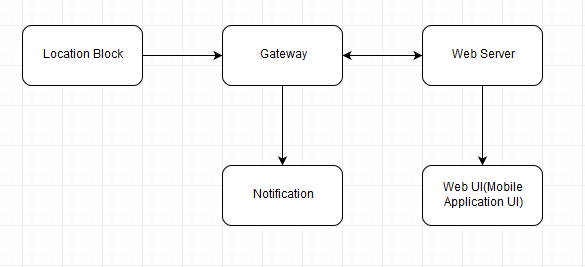 Location Block
Gateway
Web Server
Notification
Web UI(Mobile
Application UI)